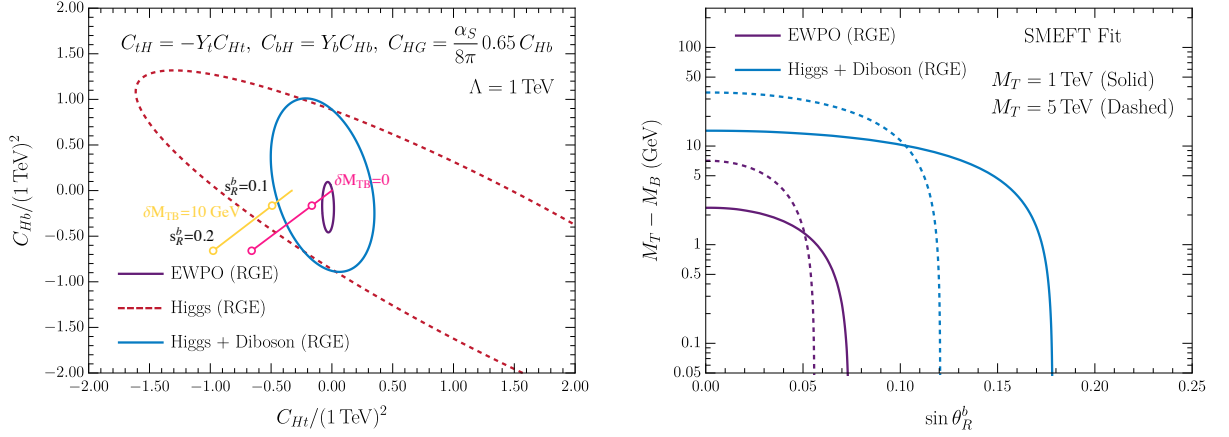 C_{tH} = −Y_t C_{Ht}, C_{bH} = Y_b C_{Hb}, C_{HG} = \frac{α_S}{8π} 0.65 C_{Hb}
Λ = 1 TeV
C_{Hb}/(1 TeV)^2
2.00
1.50
1.00
0.50
0.00
−0.50
−1.00
−1.50
−2.00
s_R^b=0.1
δM_{TB}=0
δM_{TB}=10 GeV
s_R^b=0.2
EWPO (RGE)
Higgs (RGE)
Higgs + Diboson (RGE)
−2.00 −1.50 −1.00 −0.50 0.00 0.50 1.00 1.50 2.00
C_{Ht}/(1 TeV)^2
EWPO (RGE)
Higgs + Diboson (RGE)
SMEFT Fit
M_T = 1 TeV (Solid)
M_T = 5 TeV (Dashed)
M_T − M_B (GeV)
100
50
10
5
1
0.5
0.1
0.05
0.00 0.05 0.10 0.15 0.20 0.25
sin θ_R^b